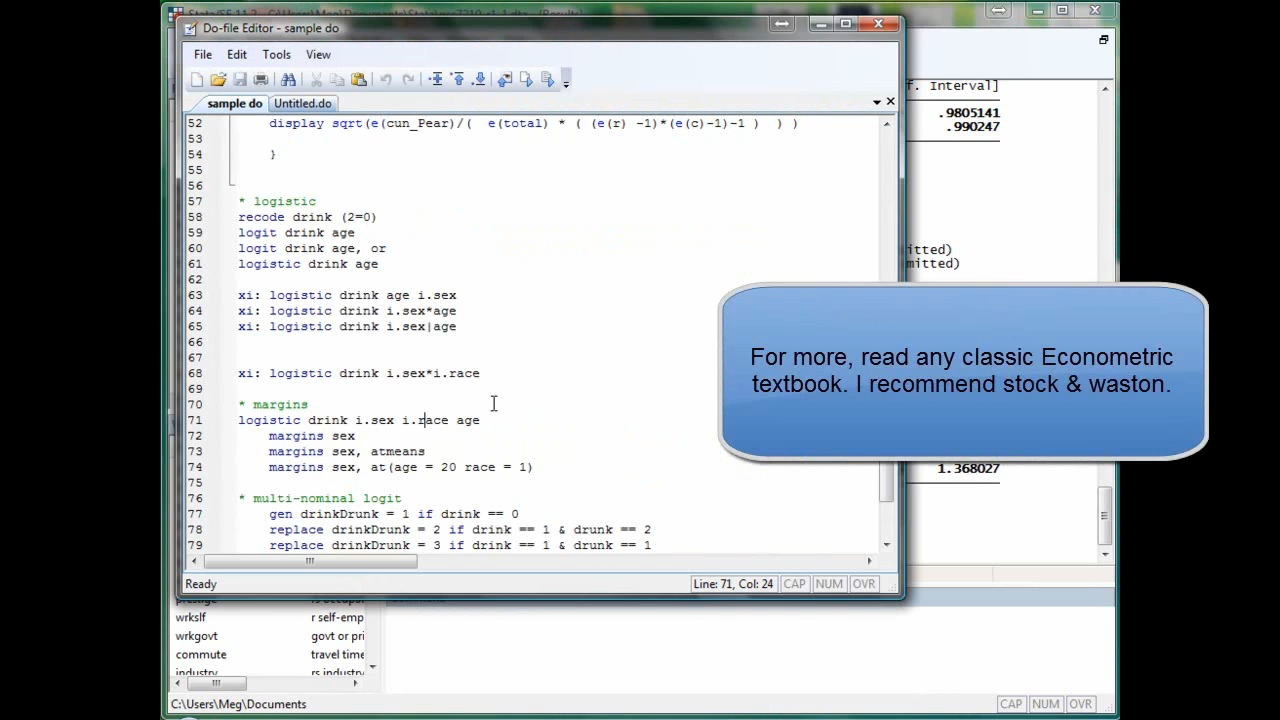 Do-file Editor - sample do
File Edit Tools View
sample do Untitled.do
52 display sqrt(e(cun_Pear)/( e(total) * ( (e(r) -1)*(e(c)-1)-1 ) ) )
53
54 }
55
56
57 * logistic
58 recode drink (2=0)
59 logit drink age
60 logit drink age, or
61 logistic drink age
62
63 xi: logistic drink age i.sex
64 xi: logistic drink i.sex*age
65 xi: logistic drink i.sex|age
66
67
68 xi: logistic drink i.sex*i.race
69
70 * margins
71 logistic drink i.sex i.race age
72 margins sex
73 margins sex, atmeans
74 margins sex, at(age = 20 race = 1)
75
76 * multi-nominal logit
77 gen drinkDrunk = 1 if drink == 0
78 replace drinkDrunk = 2 if drink == 1 & drunk == 2
79 replace drinkDrunk = 3 if drink == 1 & drunk == 1
Ready Line: 71, Col: 24 CAP NUM OVR
f. Interval]
.9805141
.990247
itted)
mitted)
For more, read any classic Econometric
textbook. I recommend stock & waston.
1.368027
wrkslf r self-emp
wrkgovt govt or pri
commute travel time
industry rs industry
C:\Users\Meg\Documents CAP NUM OVR